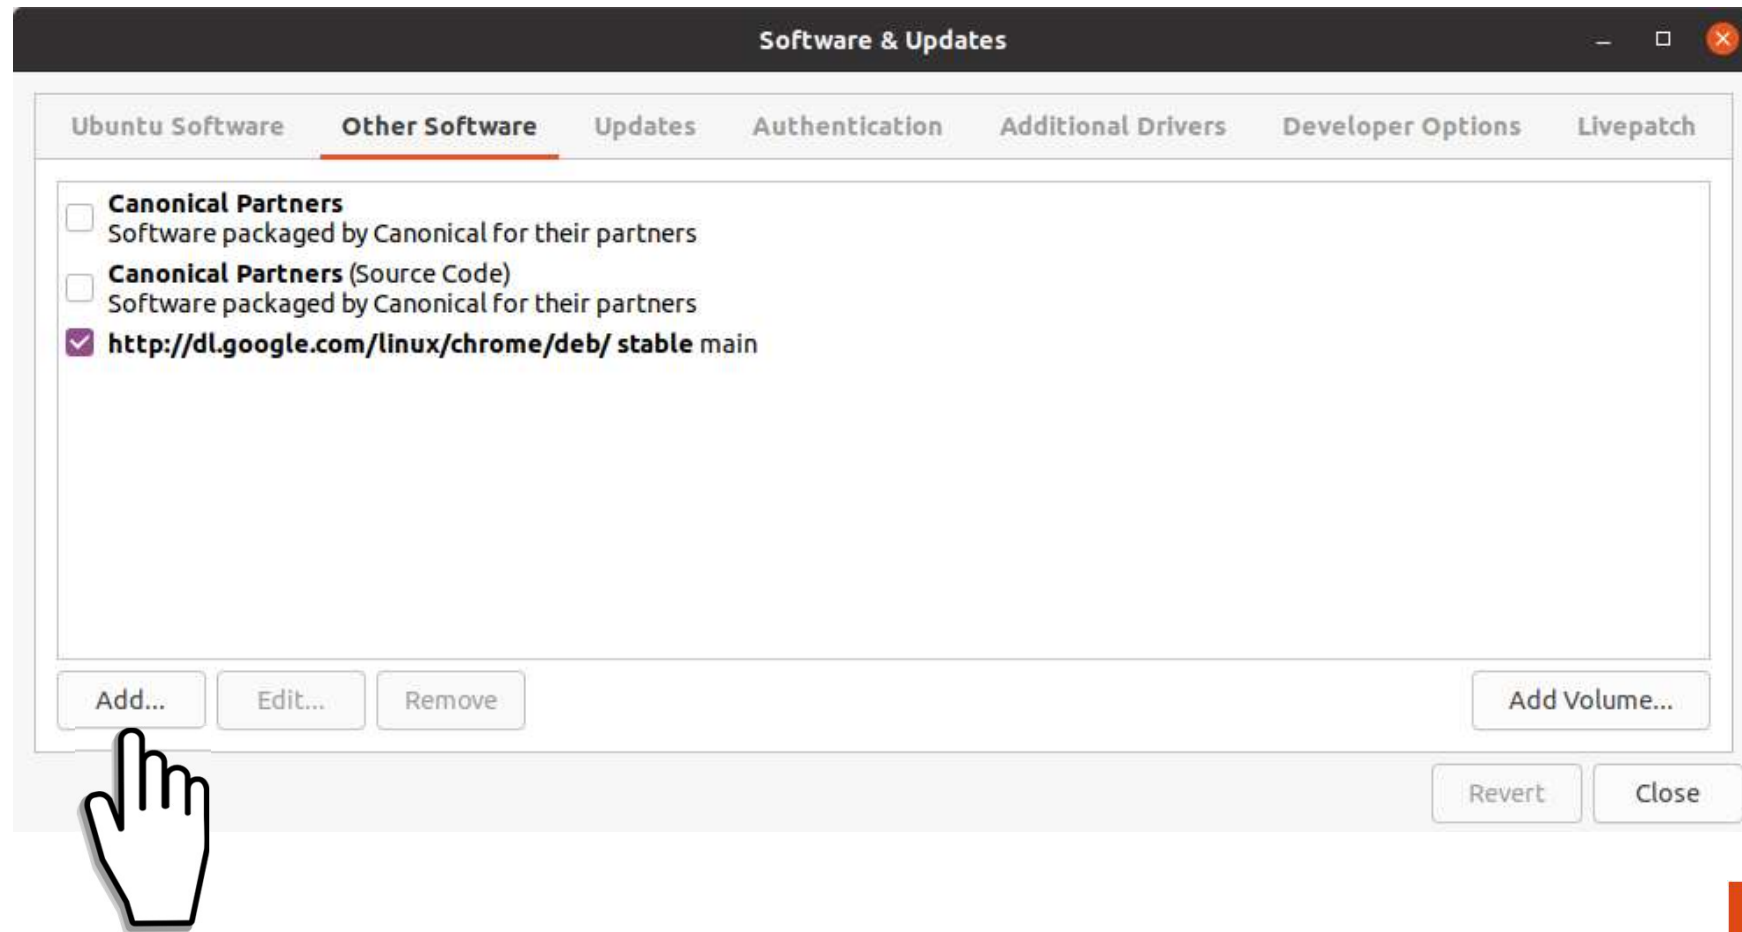 Software & Updates
Ubuntu Software Other Software Updates Authentication Additional Drivers Developer Options Livepatch
Canonical Partners
Software packaged by Canonical for their partners
Canonical Partners (Source Code)
Software packaged by Canonical for their partners
http://dl.google.com/linux/chrome/deb/ stable main
Add... Edit... Remove Add Volume...
Revert Close